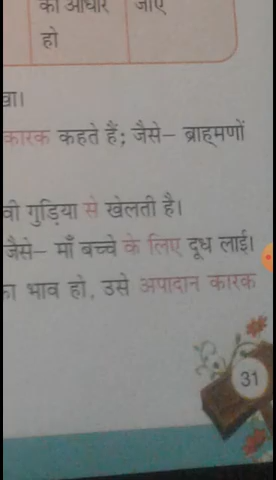 का आधार जाए
हो
कारक कहते हैं; जैसे– ब्राह्मणों
गुड़िया से खेलती है।
जैसे– माँ बच्चे के लिए दूध लाई।
भाव हो, उसे अपादान कारक
31